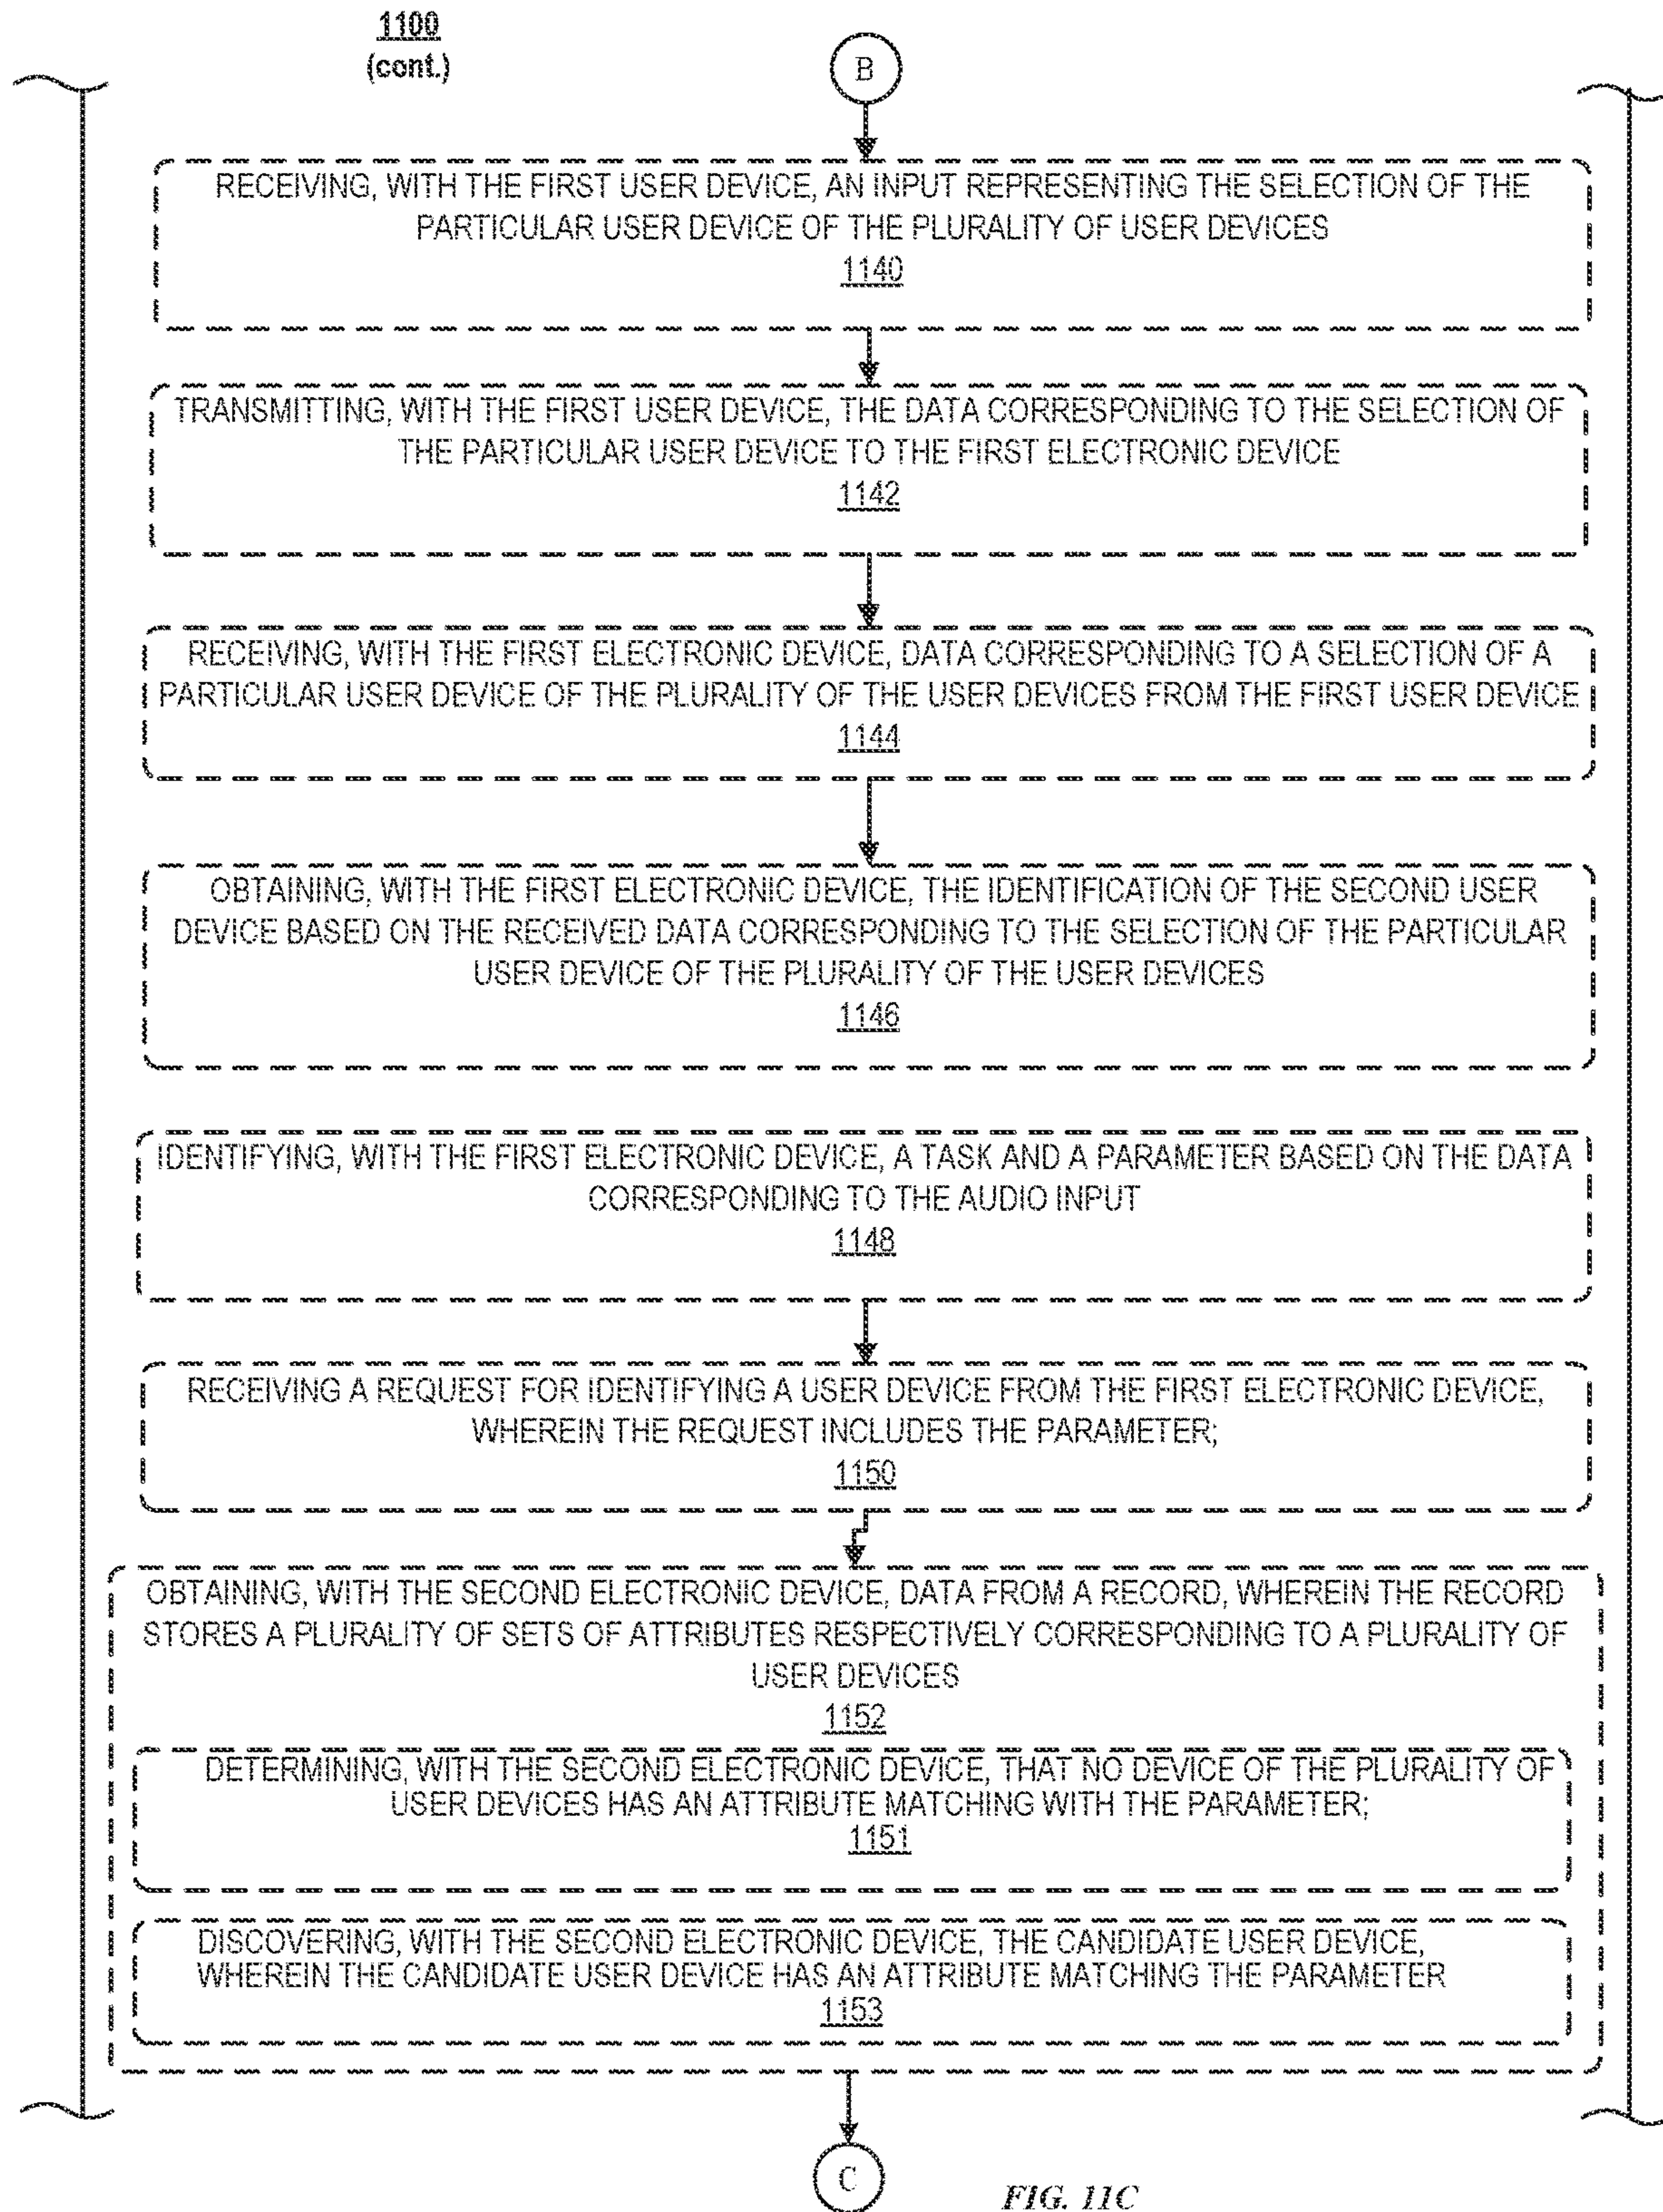 1100
(cont.)
B
RECEIVING, WITH THE FIRST USER DEVICE, AN INPUT REPRESENTING THE SELECTION OF THE
PARTICULAR USER DEVICE OF THE PLURALITY OF USER DEVICES
1140
TRANSMITTING, WITH THE FIRST USER DEVICE, THE DATA CORRESPONDING TO THE SELECTION OF
THE PARTICULAR USER DEVICE TO THE FIRST ELECTRONIC DEVICE
1142
RECEIVING, WITH THE FIRST ELECTRONIC DEVICE, DATA CORRESPONDING TO A SELECTION OF A
PARTICULAR USER DEVICE OF THE PLURALITY OF THE USER DEVICES FROM THE FIRST USER DEVICE
1144
OBTAINING, WITH THE FIRST ELECTRONIC DEVICE, THE IDENTIFICATION OF THE SECOND USER
DEVICE BASED ON THE RECEIVED DATA CORRESPONDING TO THE SELECTION OF THE PARTICULAR
USER DEVICE OF THE PLURALITY OF THE USER DEVICES
1146
IDENTIFYING, WITH THE FIRST ELECTRONIC DEVICE, A TASK AND A PARAMETER BASED ON THE DATA
CORRESPONDING TO THE AUDIO INPUT
1148
RECEIVING A REQUEST FOR IDENTIFYING A USER DEVICE FROM THE FIRST ELECTRONIC DEVICE,
WHEREIN THE REQUEST INCLUDES THE PARAMETER;
1150
OBTAINING, WITH THE SECOND ELECTRONIC DEVICE, DATA FROM A RECORD, WHEREIN THE RECORD
STORES A PLURALITY OF SETS OF ATTRIBUTES RESPECTIVELY CORRESPONDING TO A PLURALITY OF
USER DEVICES
1152
DETERMINING, WITH THE SECOND ELECTRONIC DEVICE, THAT NO DEVICE OF THE PLURALITY OF
USER DEVICES HAS AN ATTRIBUTE MATCHING WITH THE PARAMETER;
1151
DISCOVERING, WITH THE SECOND ELECTRONIC DEVICE, THE CANDIDATE USER DEVICE,
WHEREIN THE CANDIDATE USER DEVICE HAS AN ATTRIBUTE MATCHING THE PARAMETER
1153
C
FIG. 11C